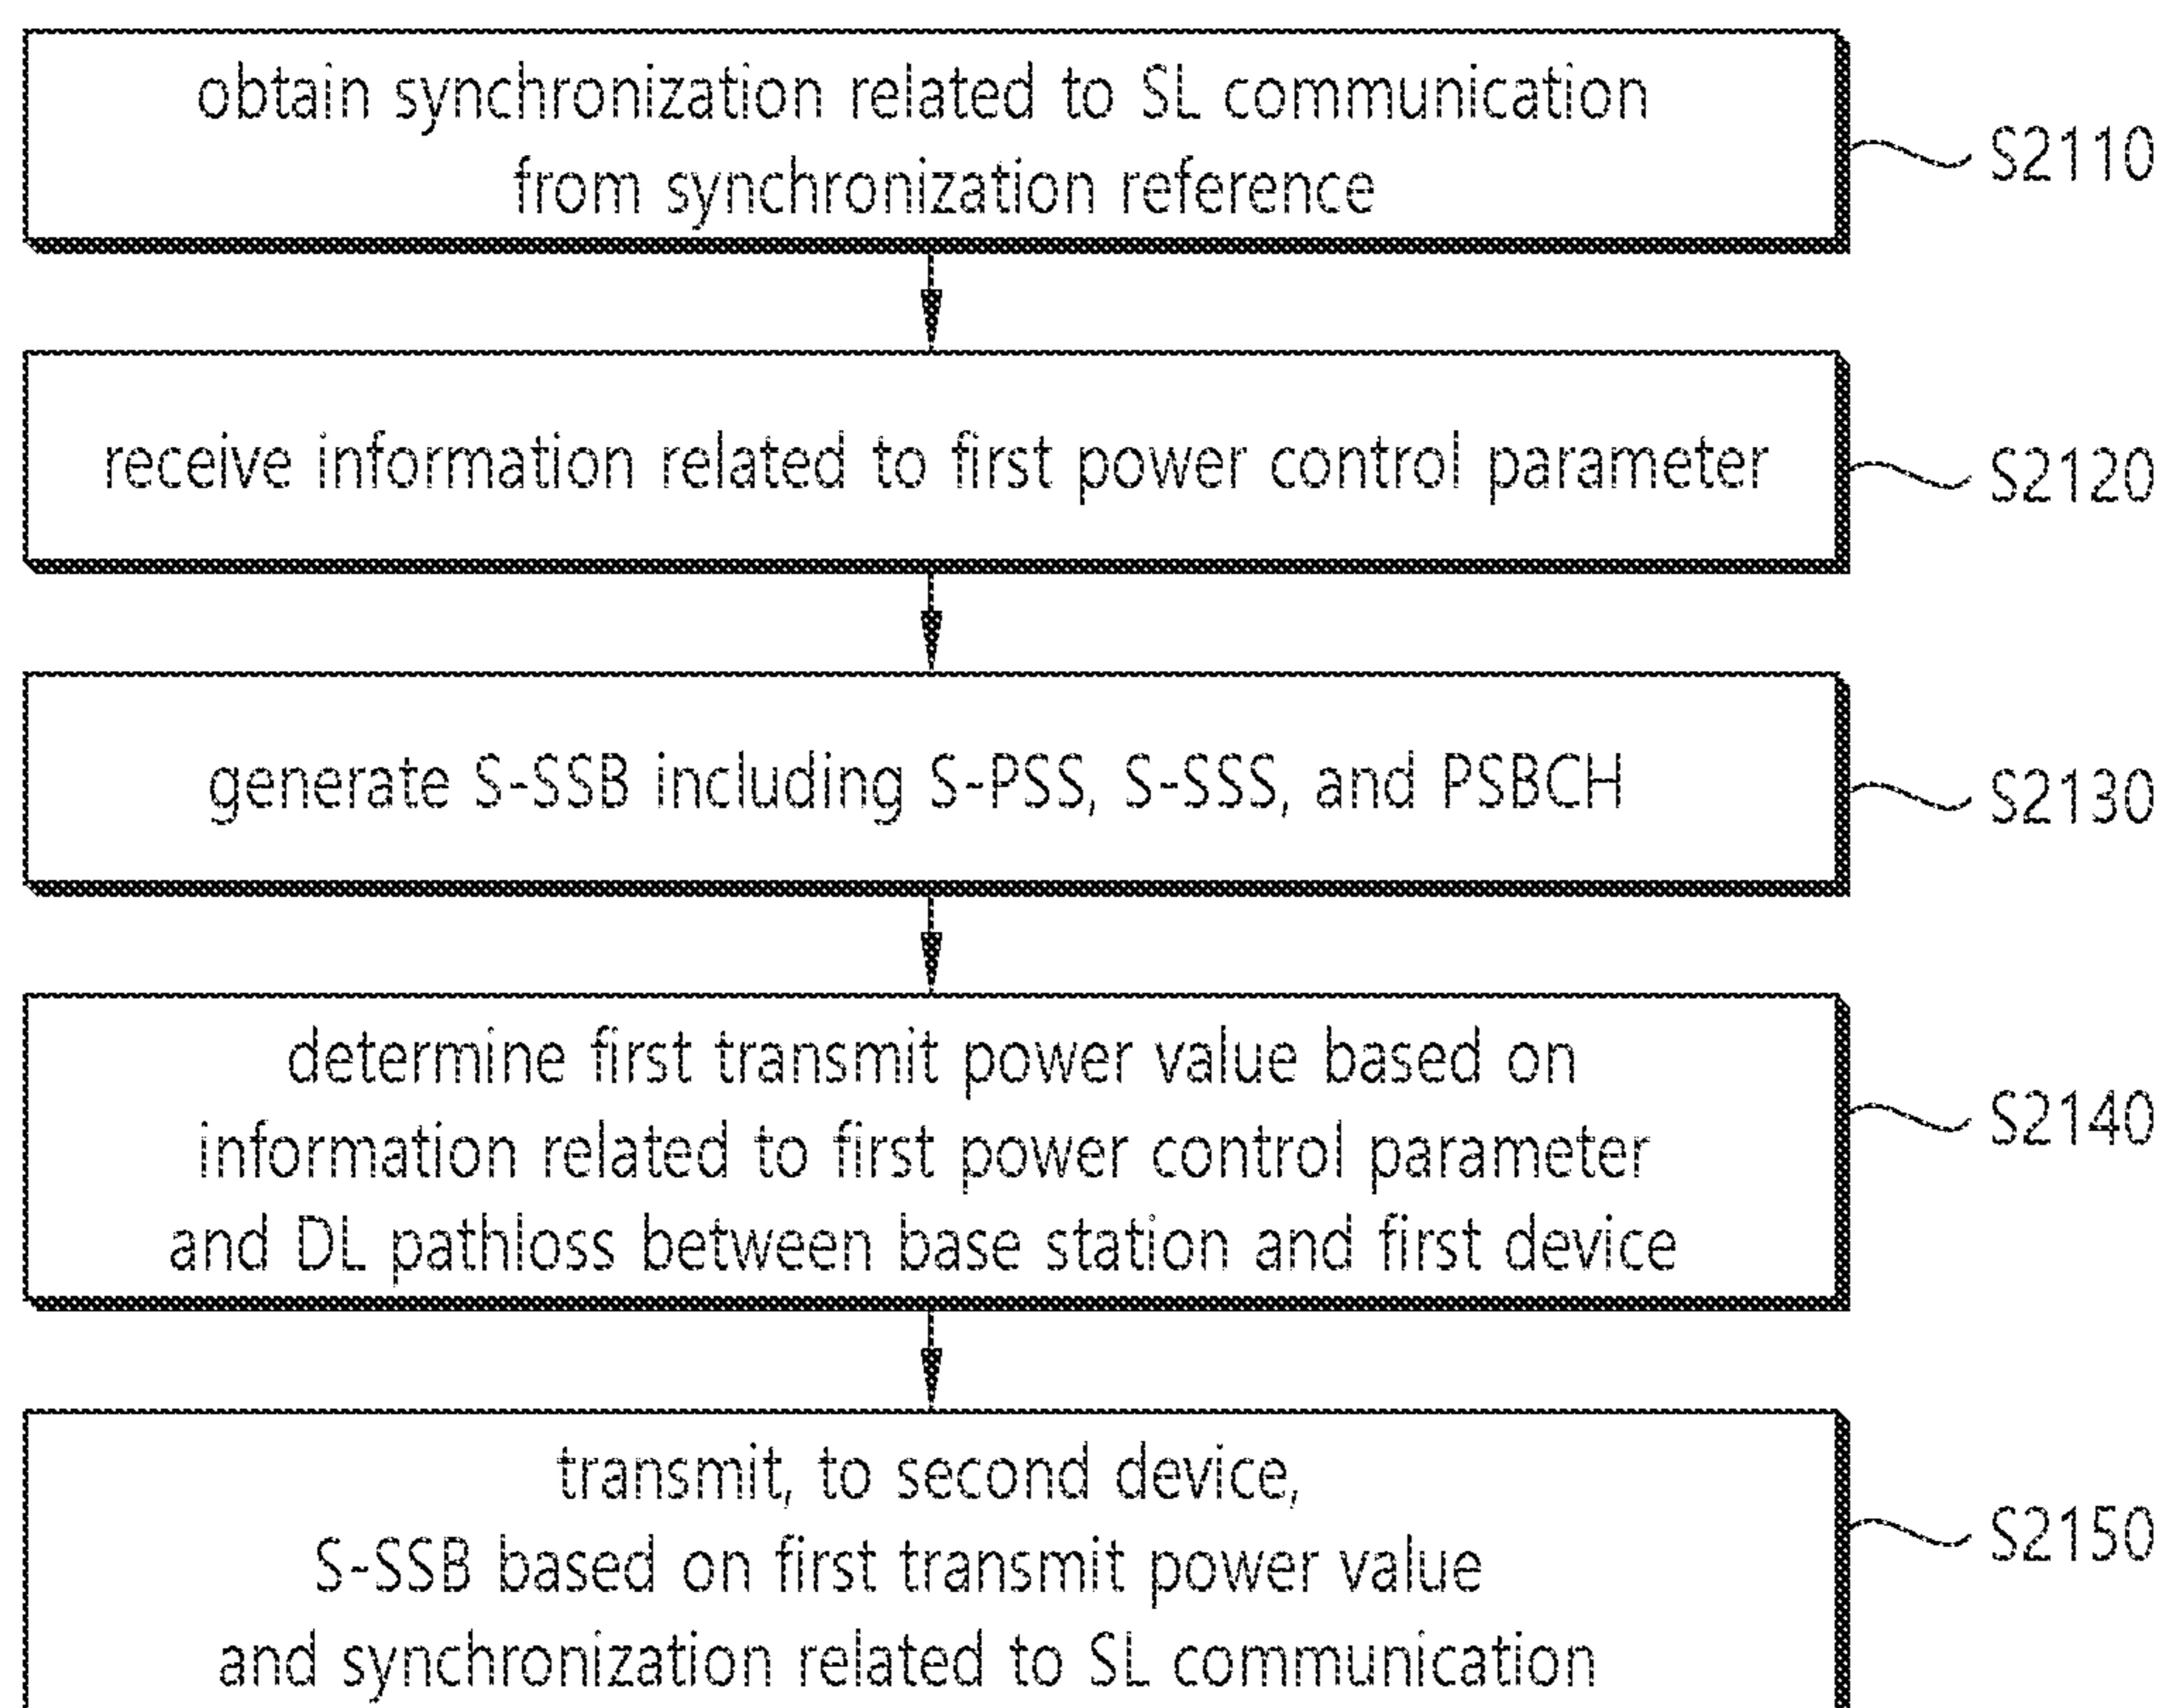 obtain synchronization related to SL communication
from synchronization reference
S2110
receive information related to first power control parameter
S2120
generate S-SSB including S-PSS, S-SSS, and PSBCH
S2130
determine first transmit power value based on
information related to first power control parameter
and DL pathloss between base station and first device
S2140
transmit, to second device,
S-SSB based on first transmit power value
and synchronization related to SL communication
S2150